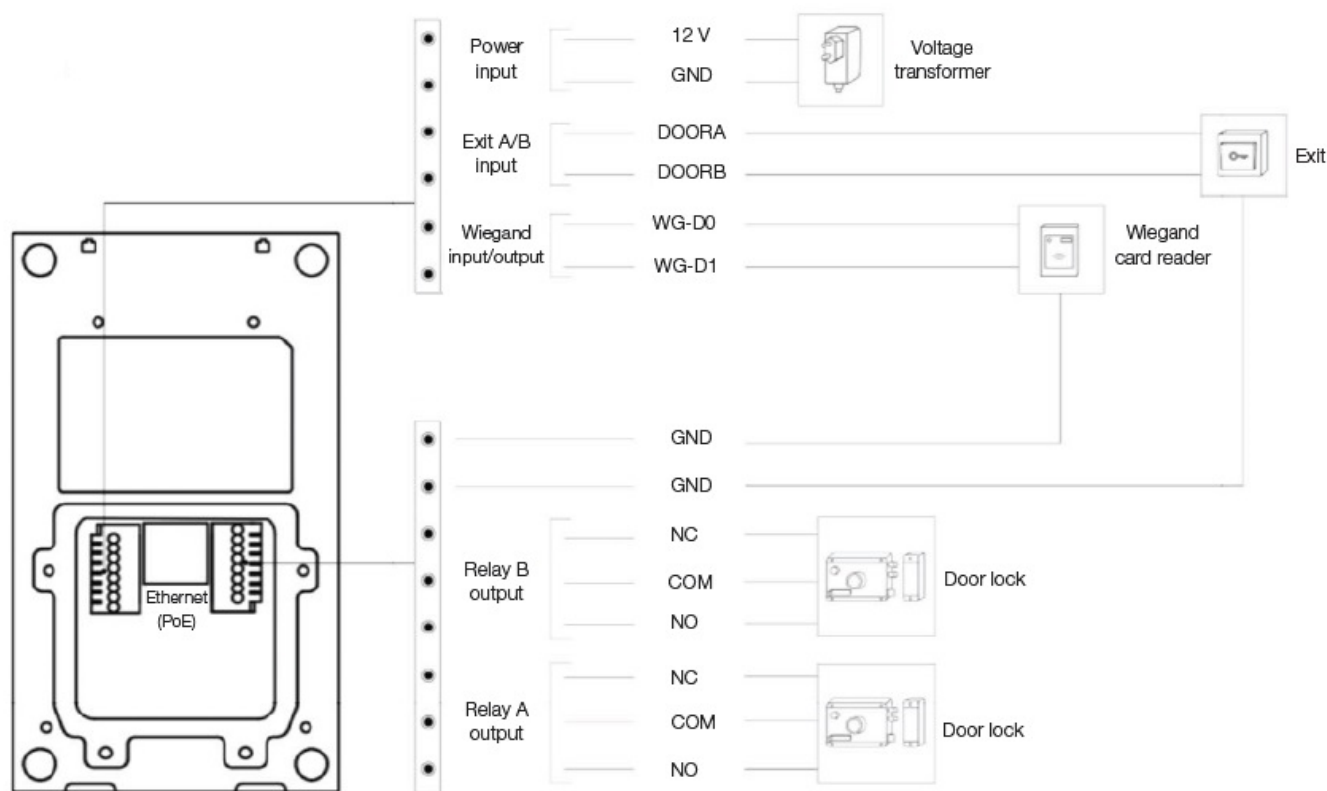 Power
input
12 V
GND
Voltage
transformer
Exit A/B
input
DOORA
DOORB
Exit
Wiegand
input/output
WG-D0
WG-D1
Wiegand
card reader
GND
GND
Relay B
output
NC
COM
NO
Door lock
Relay A
output
NC
COM
NO
Door lock
Ethernet
(PoE)